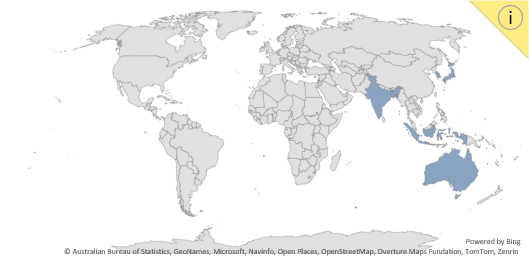 i
Powered by Bing
© Australian Bureau of Statistics, GeoNames, Microsoft, Navinfo, Open Places, OpenStreetMap, Overture Maps Fundation, TomTom, Zenrin